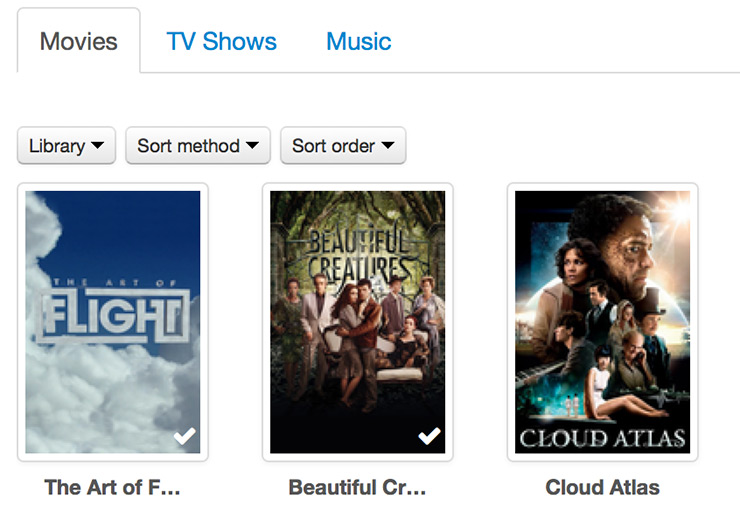 Movies
TV Shows
Music
Library
Sort method
Sort order
THE ART OF
FLIGHT
BEAUTIFUL
CREATURES
CLOUD ATLAS
The Art of F...
Beautiful Cr...
Cloud Atlas